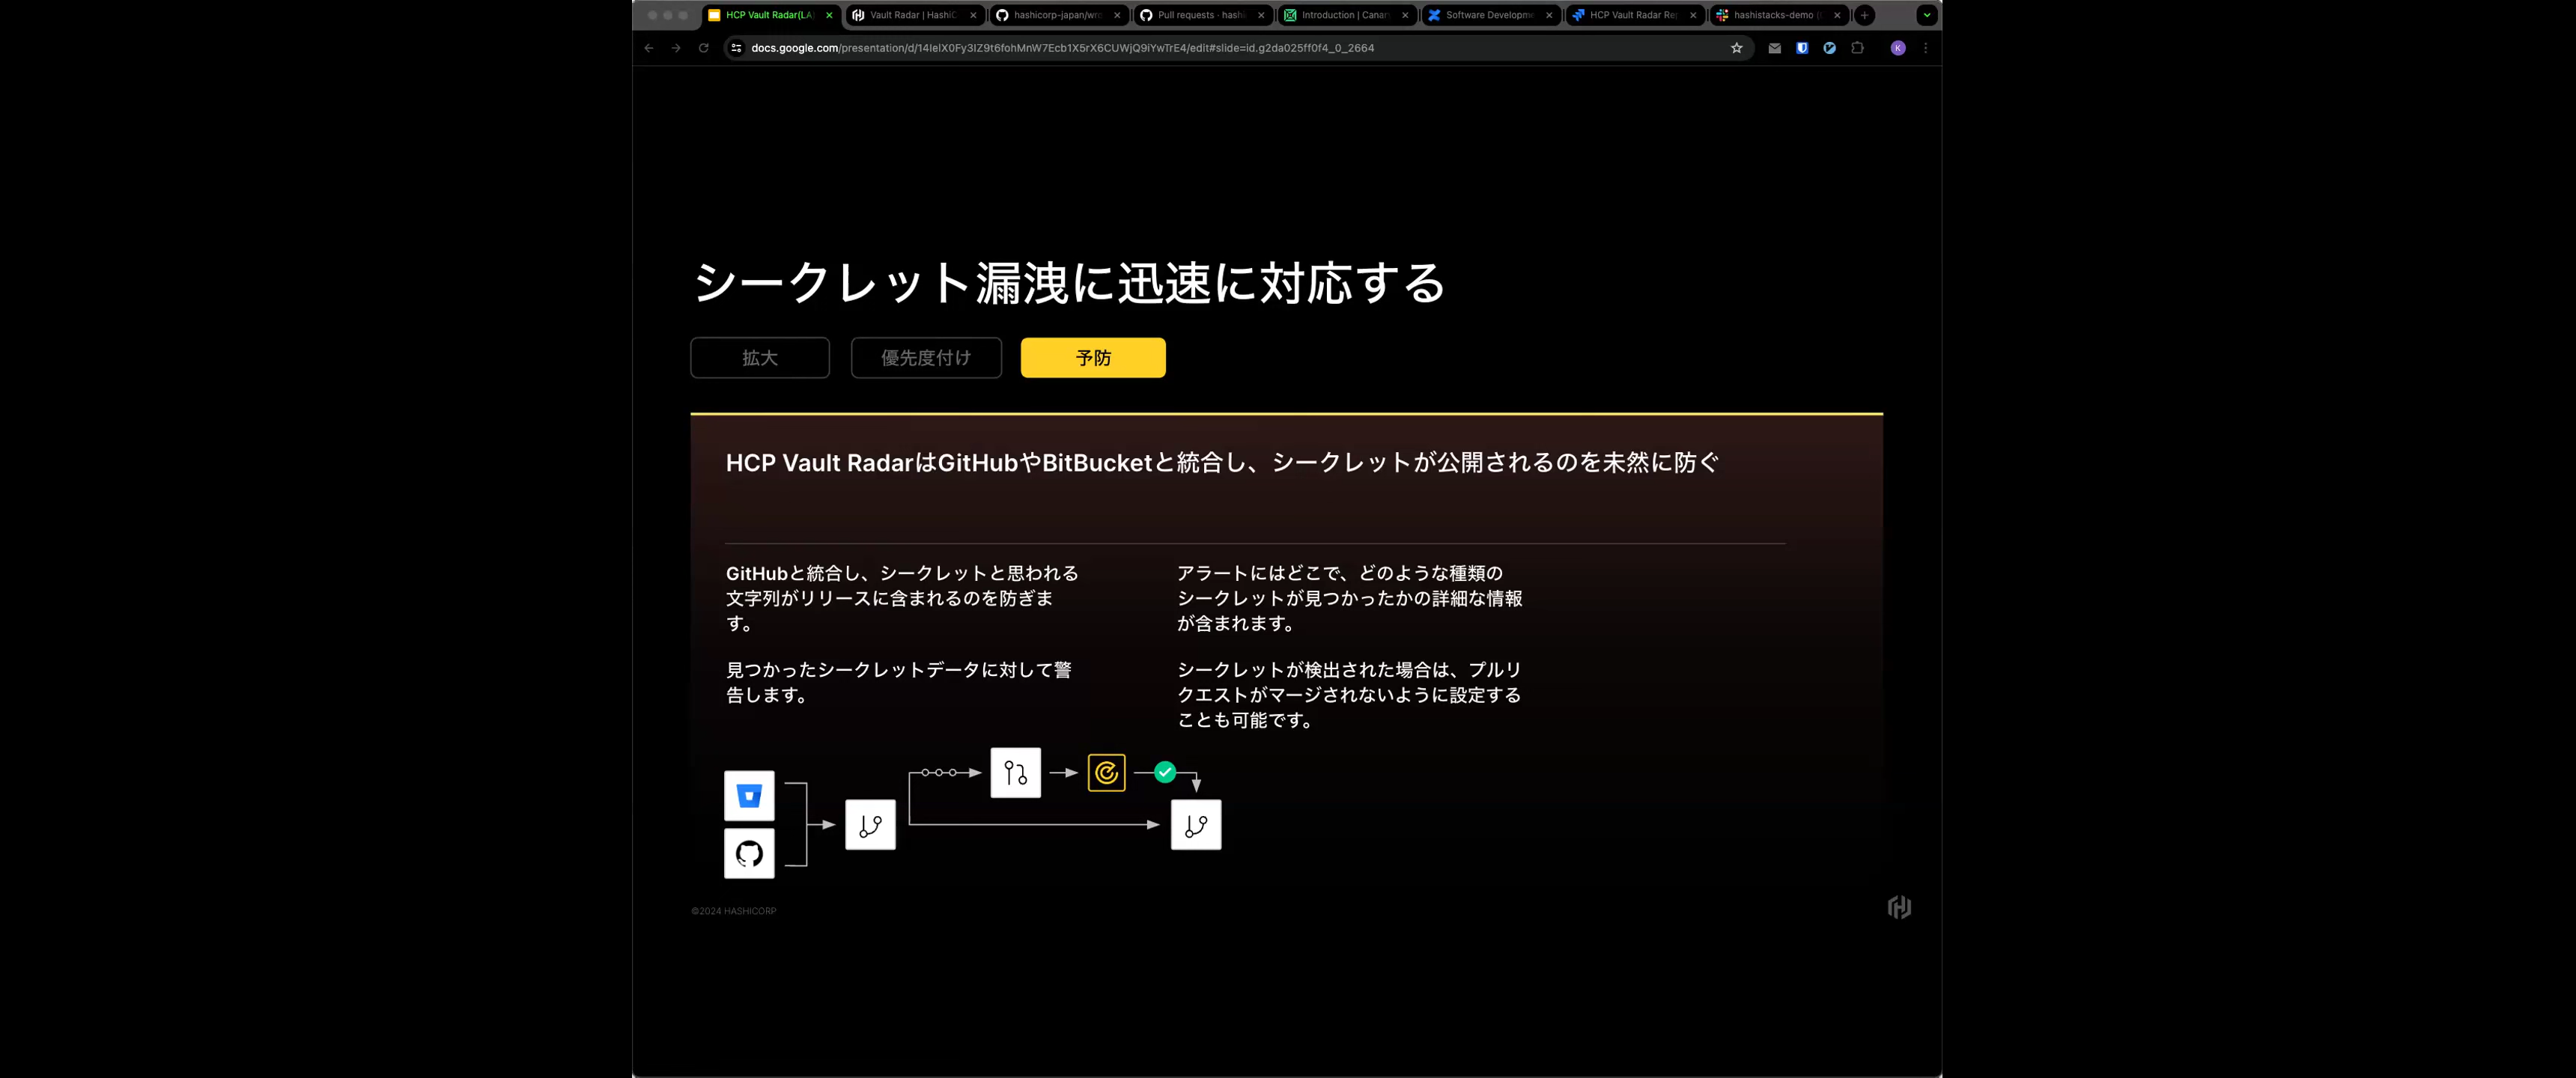 HCP Vault Radar(LA)
Vault Radar | HashiC
hashicorp-japan/wro
Pull requests · hashi
Introduction | Canar
Software Developme
HCP Vault Radar Re
hashistacks-demo
docs.google.com/presentation/d/14IeIX0Fy3IZ9t6fohMnW7Ecb1X5rX6CUWjQ9iYwTrE4/edit#slide=id.g2da025ff0f4_0_2664
K
シークレット漏洩に迅速に対応する
拡大
優先度付け
予防
HCP Vault RadarはGitHubやBitBucketと統合し、シークレットが公開されるのを未然に防ぐ
GitHubと統合し、シークレットと思われる
文字列がリリースに含まれるのを防ぎま
す。
見つかったシークレットデータに対して警
告します。
アラートにはどこで、どのような種類の
シークレットが見つかったかの詳細な情報
が含まれます。
シークレットが検出された場合は、プルリ
クエストがマージされないように設定する
ことも可能です。
©2024 HASHICORP